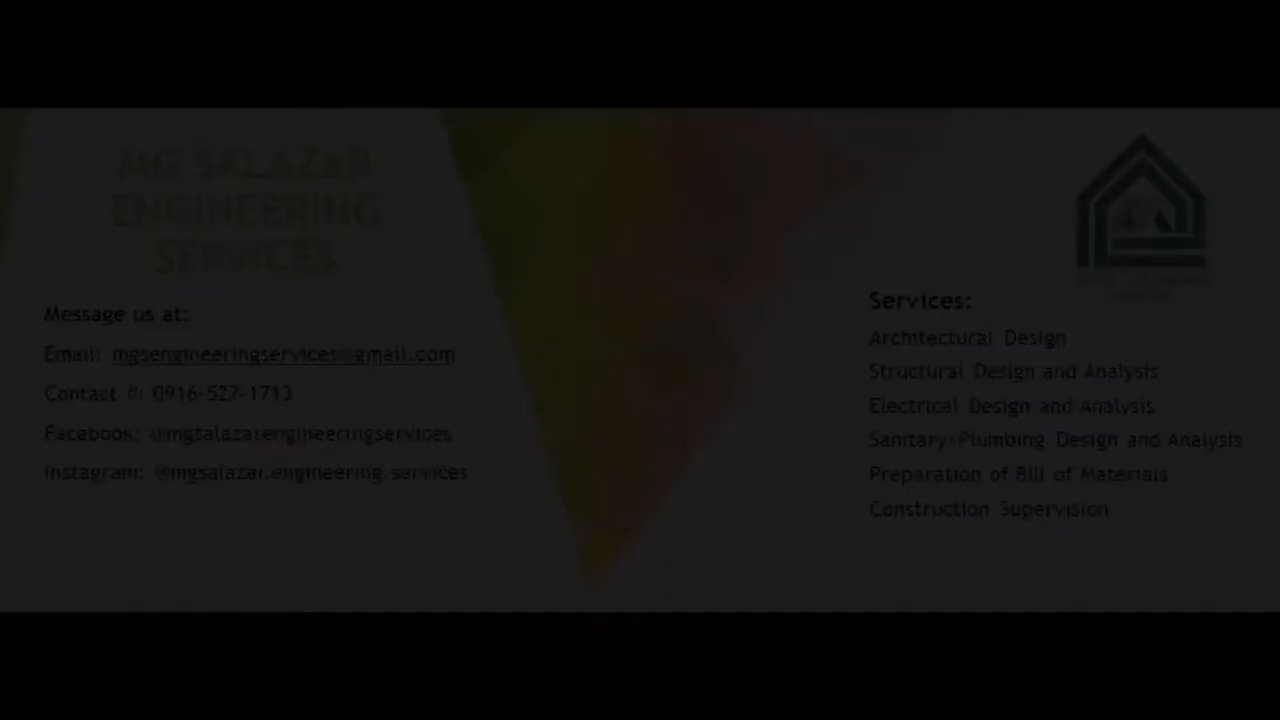 MG SALAZAR
ENGINEERING
SERVICES
Message us at:
Email: mgsengineeringservices@gmail.com
Contact #: 0916-527-1713
Facebook: @mgsalazarengineeringservices
Instagram: @mgsalazar.engineering.services
Services:
Architectural Design
Structural Design and Analysis
Electrical Design and Analysis
Sanitary/Plumbing Design and Analysis
Preparation of Bill of Materials
Construction Supervision